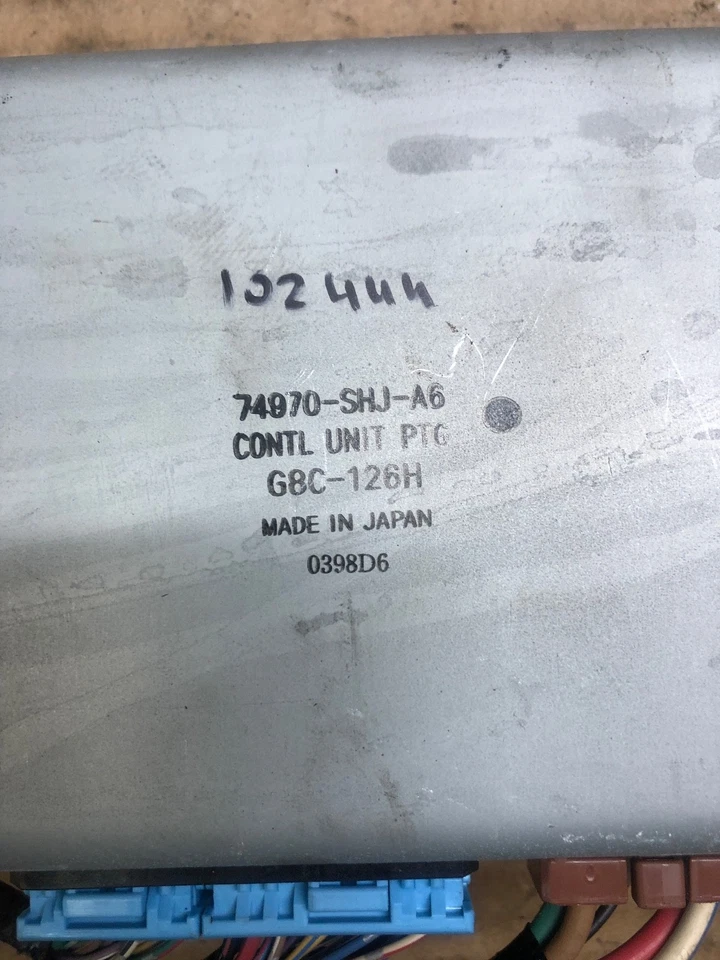 102444
74970-SHJ-A6
CONTL UNIT PTG
G8C-126H
MADE IN JAPAN
0398D6